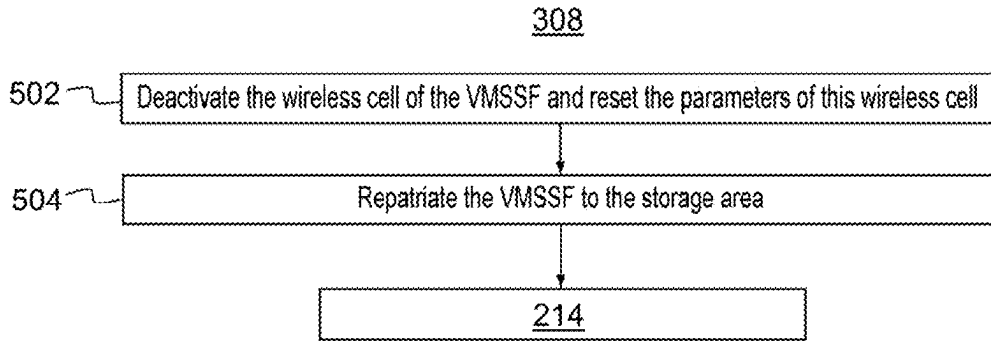 308
502 Deactivate the wireless cell of the VMSSF and reset the parameters of this wireless cell
504 Repatriate the VMSSF to the storage area
214